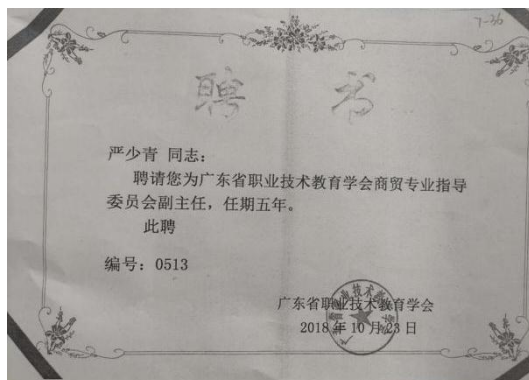 7-36
聘 书
严少青 同志：
聘请您为广东省职业技术教育学会商贸专业指导
委员会副主任，任期五年。
此聘
编号：0513
广东省职业技术教育学会
2018年10月23日